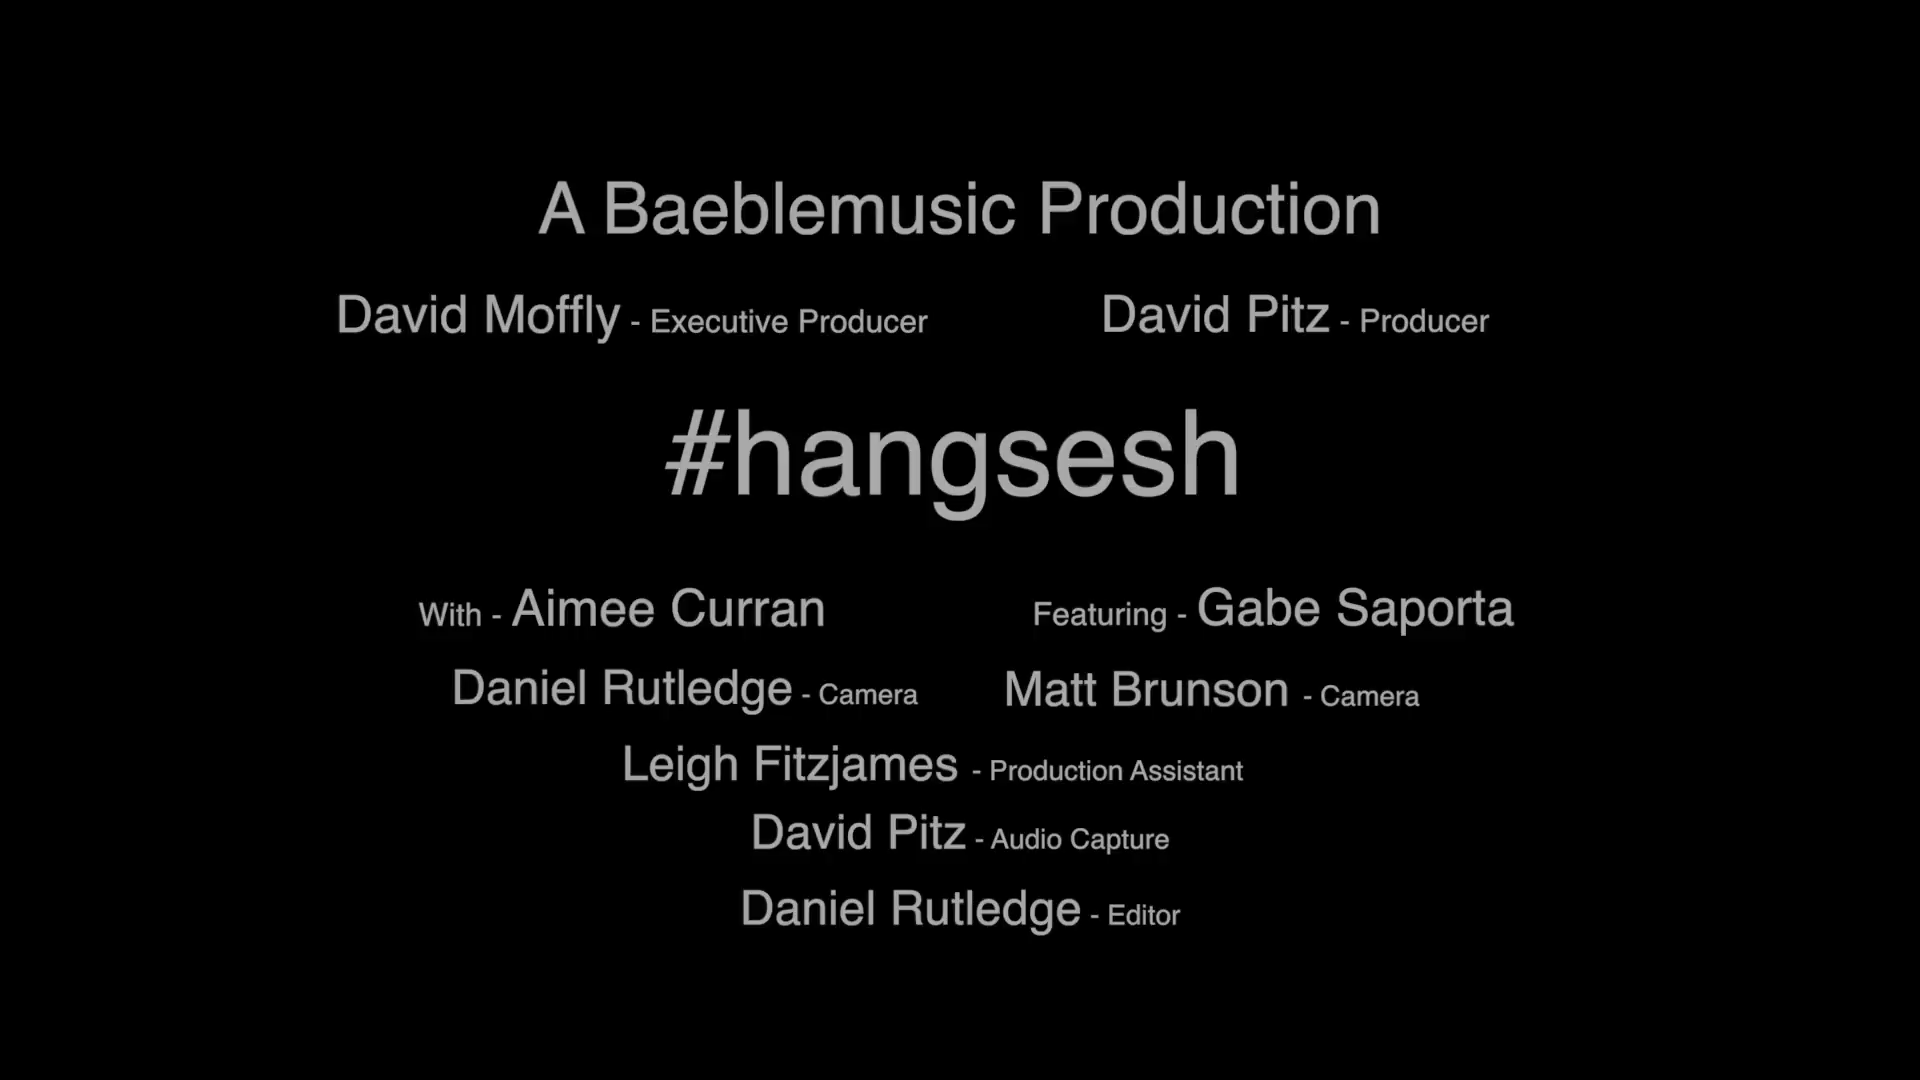 A Baeblemusic Production
David Moffly - Executive Producer David Pitz - Producer
#hangsesh
With - Aimee Curran Featuring - Gabe Saporta
Daniel Rutledge - Camera Matt Brunson - Camera
Leigh Fitzjames - Production Assistant
David Pitz - Audio Capture
Daniel Rutledge - Editor